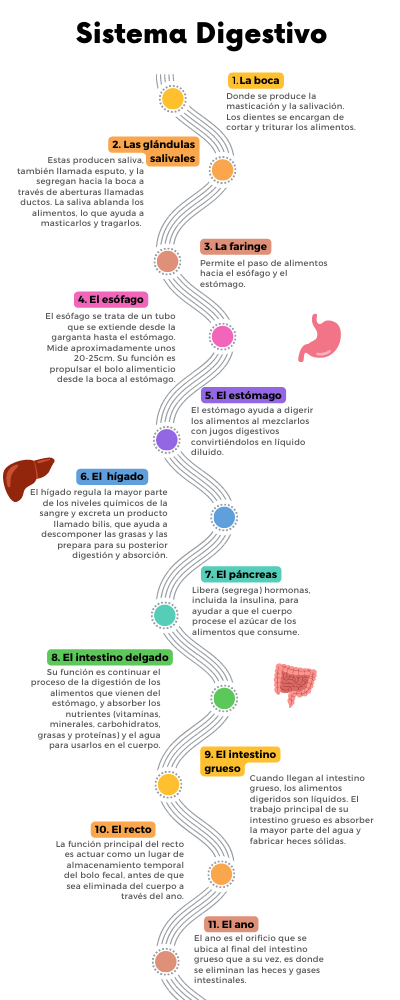 Sistema Digestivo
1.La boca
Donde se produce la
masticación y la salivación.
Los dientes se encargan de
cortar y triturar los alimentos.
2. Las glándulas
salivales
Estas producen saliva,
también llamada esputo, y la
segregan hacia la boca a
través de aberturas llamadas
ductos. La saliva ablanda los
alimentos, lo que ayuda a
masticarlos y tragarlos.
3. La faringe
Permite el paso de alimentos
hacia el esófago y el
estómago.
4. El esófago
El esófago se trata de un tubo
que se extiende desde la
garganta hasta el estómago.
Mide aproximadamente unos
20-25cm. Su función es
propulsar el bolo alimenticio
desde la boca al estómago.
5. El estómago
El estómago ayuda a digerir
los alimentos al mezclarlos
con jugos digestivos
convirtiéndolos en líquido
diluido.
6. El hígado
El hígado regula la mayor parte
de los niveles químicos de la
sangre y excreta un producto
llamado bilis, que ayuda a
descomponer las grasas y las
prepara para su posterior
digestión y absorción.
7. El páncreas
Libera (segrega) hormonas,
incluida la insulina, para
ayudar a que el cuerpo
procese el azúcar de los
alimentos que consume.
8. El intestino delgado
Su función es continuar el
proceso de la digestión de los
alimentos que vienen del
estómago, y absorber los
nutrientes (vitaminas,
minerales, carbohidratos,
grasas y proteínas) y el agua
para usarlos en el cuerpo.
9. El intestino
grueso
Cuando llegan al intestino
grueso, los alimentos
digeridos son líquidos. El
trabajo principal de su
intestino grueso es absorber
la mayor parte del agua y
fabricar heces sólidas.
10. El recto
La función principal del recto
es actuar como un lugar de
almacenamiento temporal
del bolo fecal, antes de que
sea eliminada del cuerpo a
través del ano.
11. El ano
El ano es el orificio que se
ubica al final del intestino
grueso que a su vez, es donde
se eliminan las heces y gases
intestinales.